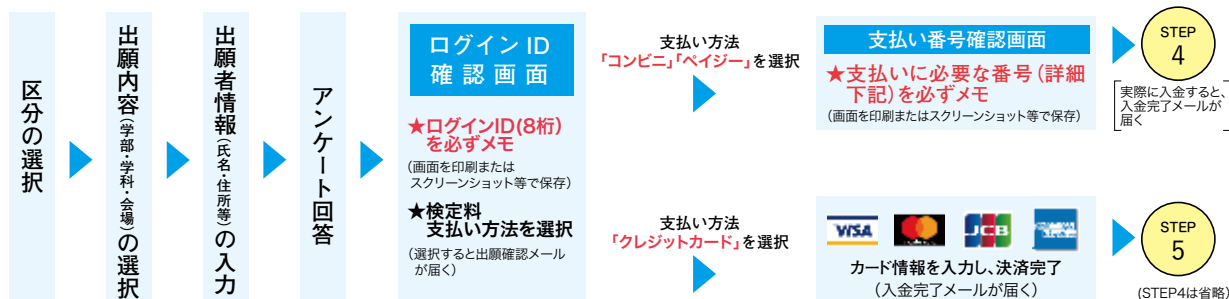 区分の選択
出願内容(学部・学科・会場)の選択
出願者情報(氏名・住所等)の入力
アンケート回答
ログイン ID
確認画面
★ログインID(8桁)
を必ずメモ
(画面を印刷または
スクリーンショット等で保存)
★検定料
支払い方法を選択
(選択すると出願確認メール
が届く)
支払い方法
「コンビニ」「ペイジー」を選択
支払い番号確認画面
★支払いに必要な番号(詳細
下記)を必ずメモ
(画面を印刷またはスクリーンショット等で保存)
STEP
4
実際に入金すると、
入金完了メールが
届く
支払い方法
「クレジットカード」を選択
VISA
mastercard
JCB
AMERICAN EXPRESS
カード情報を入力し、決済完了
(入金完了メールが届く)
STEP
5
(STEP4は省略)